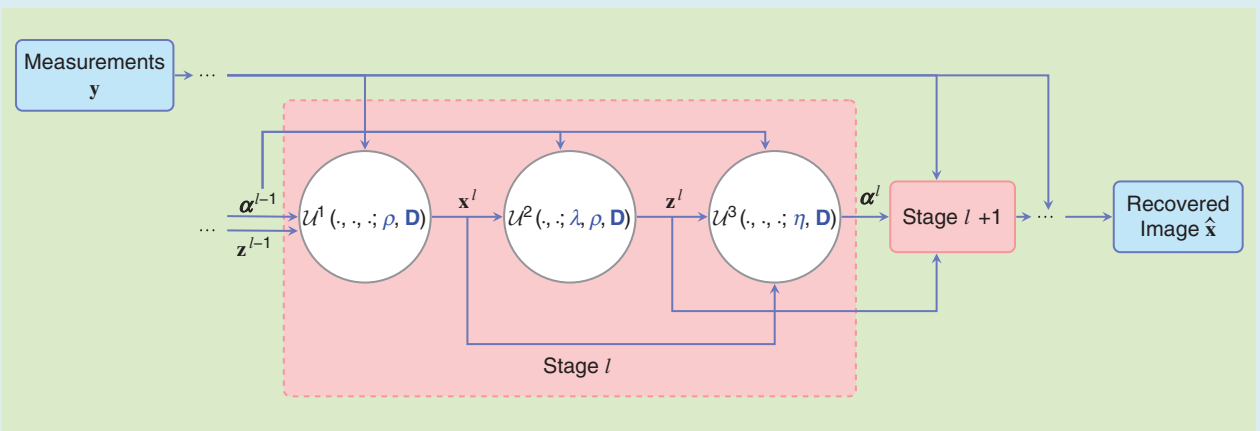 Measurements
y
...
α^{l–1}
...
z^{l–1}
𝒰¹(·, ·, ·; ρ, D)
x^l
𝒰²(·, ·; λ, ρ, D)
z^l
𝒰³(·, ·, ·; η, D)
α^l
Stage l +1
...
Recovered
Image x̂
Stage l